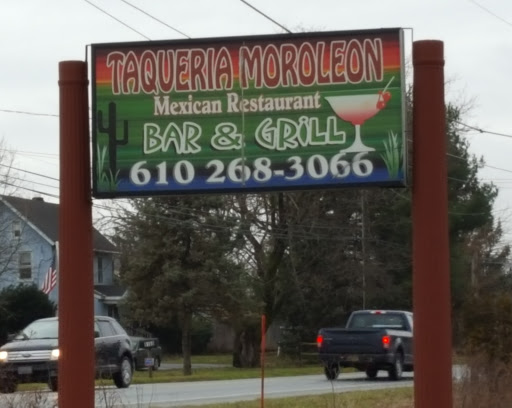 TAQUERIA MOROLEON
Mexican Restaurant
BAR & GRiLL
610 268-3066